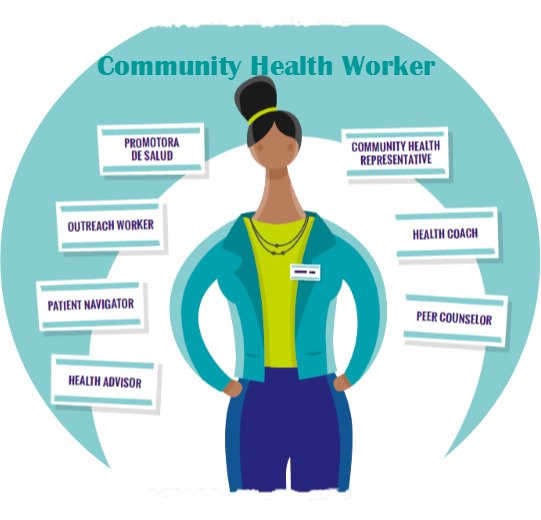 Community Health Worker
PROMOTORA
DE SALUD
COMMUNITY HEALTH
REPRESENTATIVE
OUTREACH WORKER
HEALTH COACH
PATIENT NAVIGATOR
PEER COUNSELOR
HEALTH ADVISOR